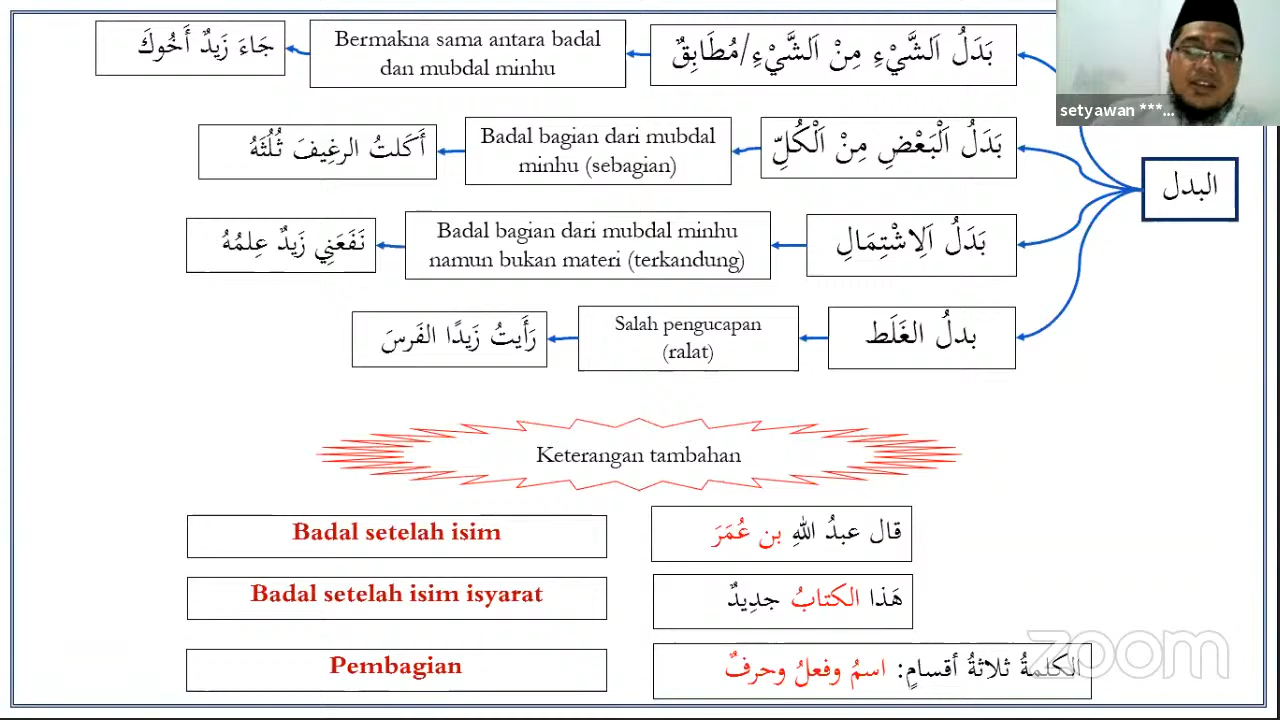 بَدَلُ اَلشَّيْءِ مِنْ اَلشَّيْءِ/مُطَابِقٌ
Bermakna sama antara badal
dan mubdal minhu
جَاءَ زَيدٌ أَخُوكَ
setyawan ***...
بَدَلُ اَلْبَعْضِ مِنْ اَلْكُلِّ
Badal bagian dari mubdal
minhu (sebagian)
أَكَلتُ الرغِيفَ ثُلُثَهُ
البدل
بَدَلُ اَلِاشْتِمَالِ
Badal bagian dari mubdal minhu
namun bukan materi (terkandung)
نَفَعَنِي زَيدٌ عِلمُهُ
بدلُ الغَلَط
Salah pengucapan
(ralat)
رَأَيتُ زَيدًا الفَرسَ
Keterangan tambahan
قال عبدُ اللهِ بن عُمَرَ
Badal setelah isim
هَذا الكتابُ جدِيدٌ
Badal setelah isim isyarat
الكلمةُ ثلاثةُ أقسامٍ: اسمُ وفعلُ وحرفٌ
Pembagian
zoom